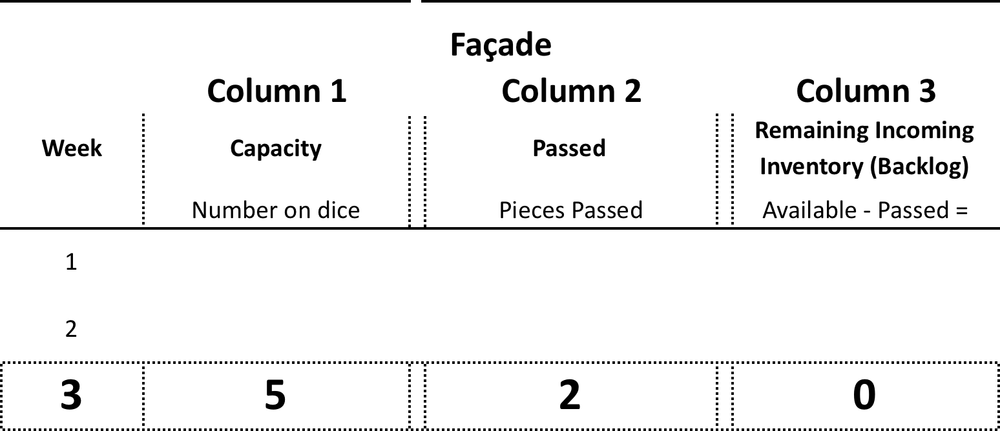 Façade
Column 1 Column 2 Column 3
Week Capacity Passed Remaining Incoming Inventory (Backlog)
Number on dice Pieces Passed Available - Passed =
1
2
3 5 2 0